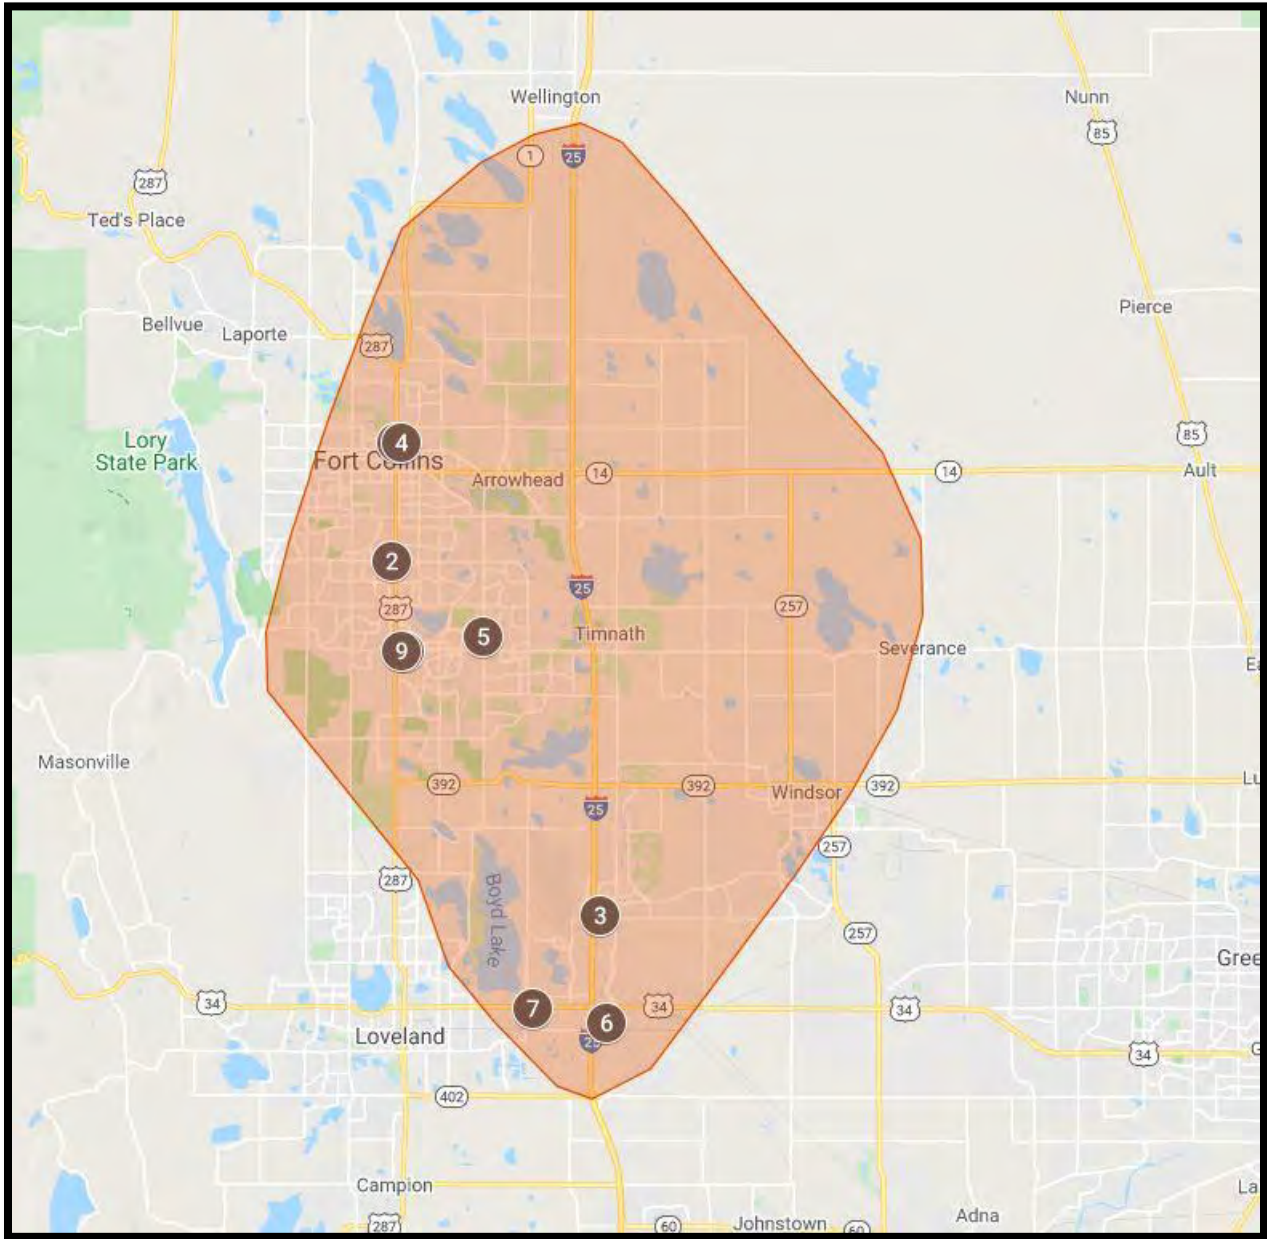 Wellington
Nunn
85
1
25
287
Ted's Place
Pierce
Bellvue
Laporte
287
85
Lory
State Park
4
Fort Collins
Arrowhead
14
14
Ault
2
25
287
257
5
Timnath
9
Severance
Masonville
392
392
Windsor
392
25
257
287
Boyd Lake
3
257
Gree
34
7
6
34
34
25
Loveland
34
402
Campion
287
60
Johnstown
60
Adna
La
Lu